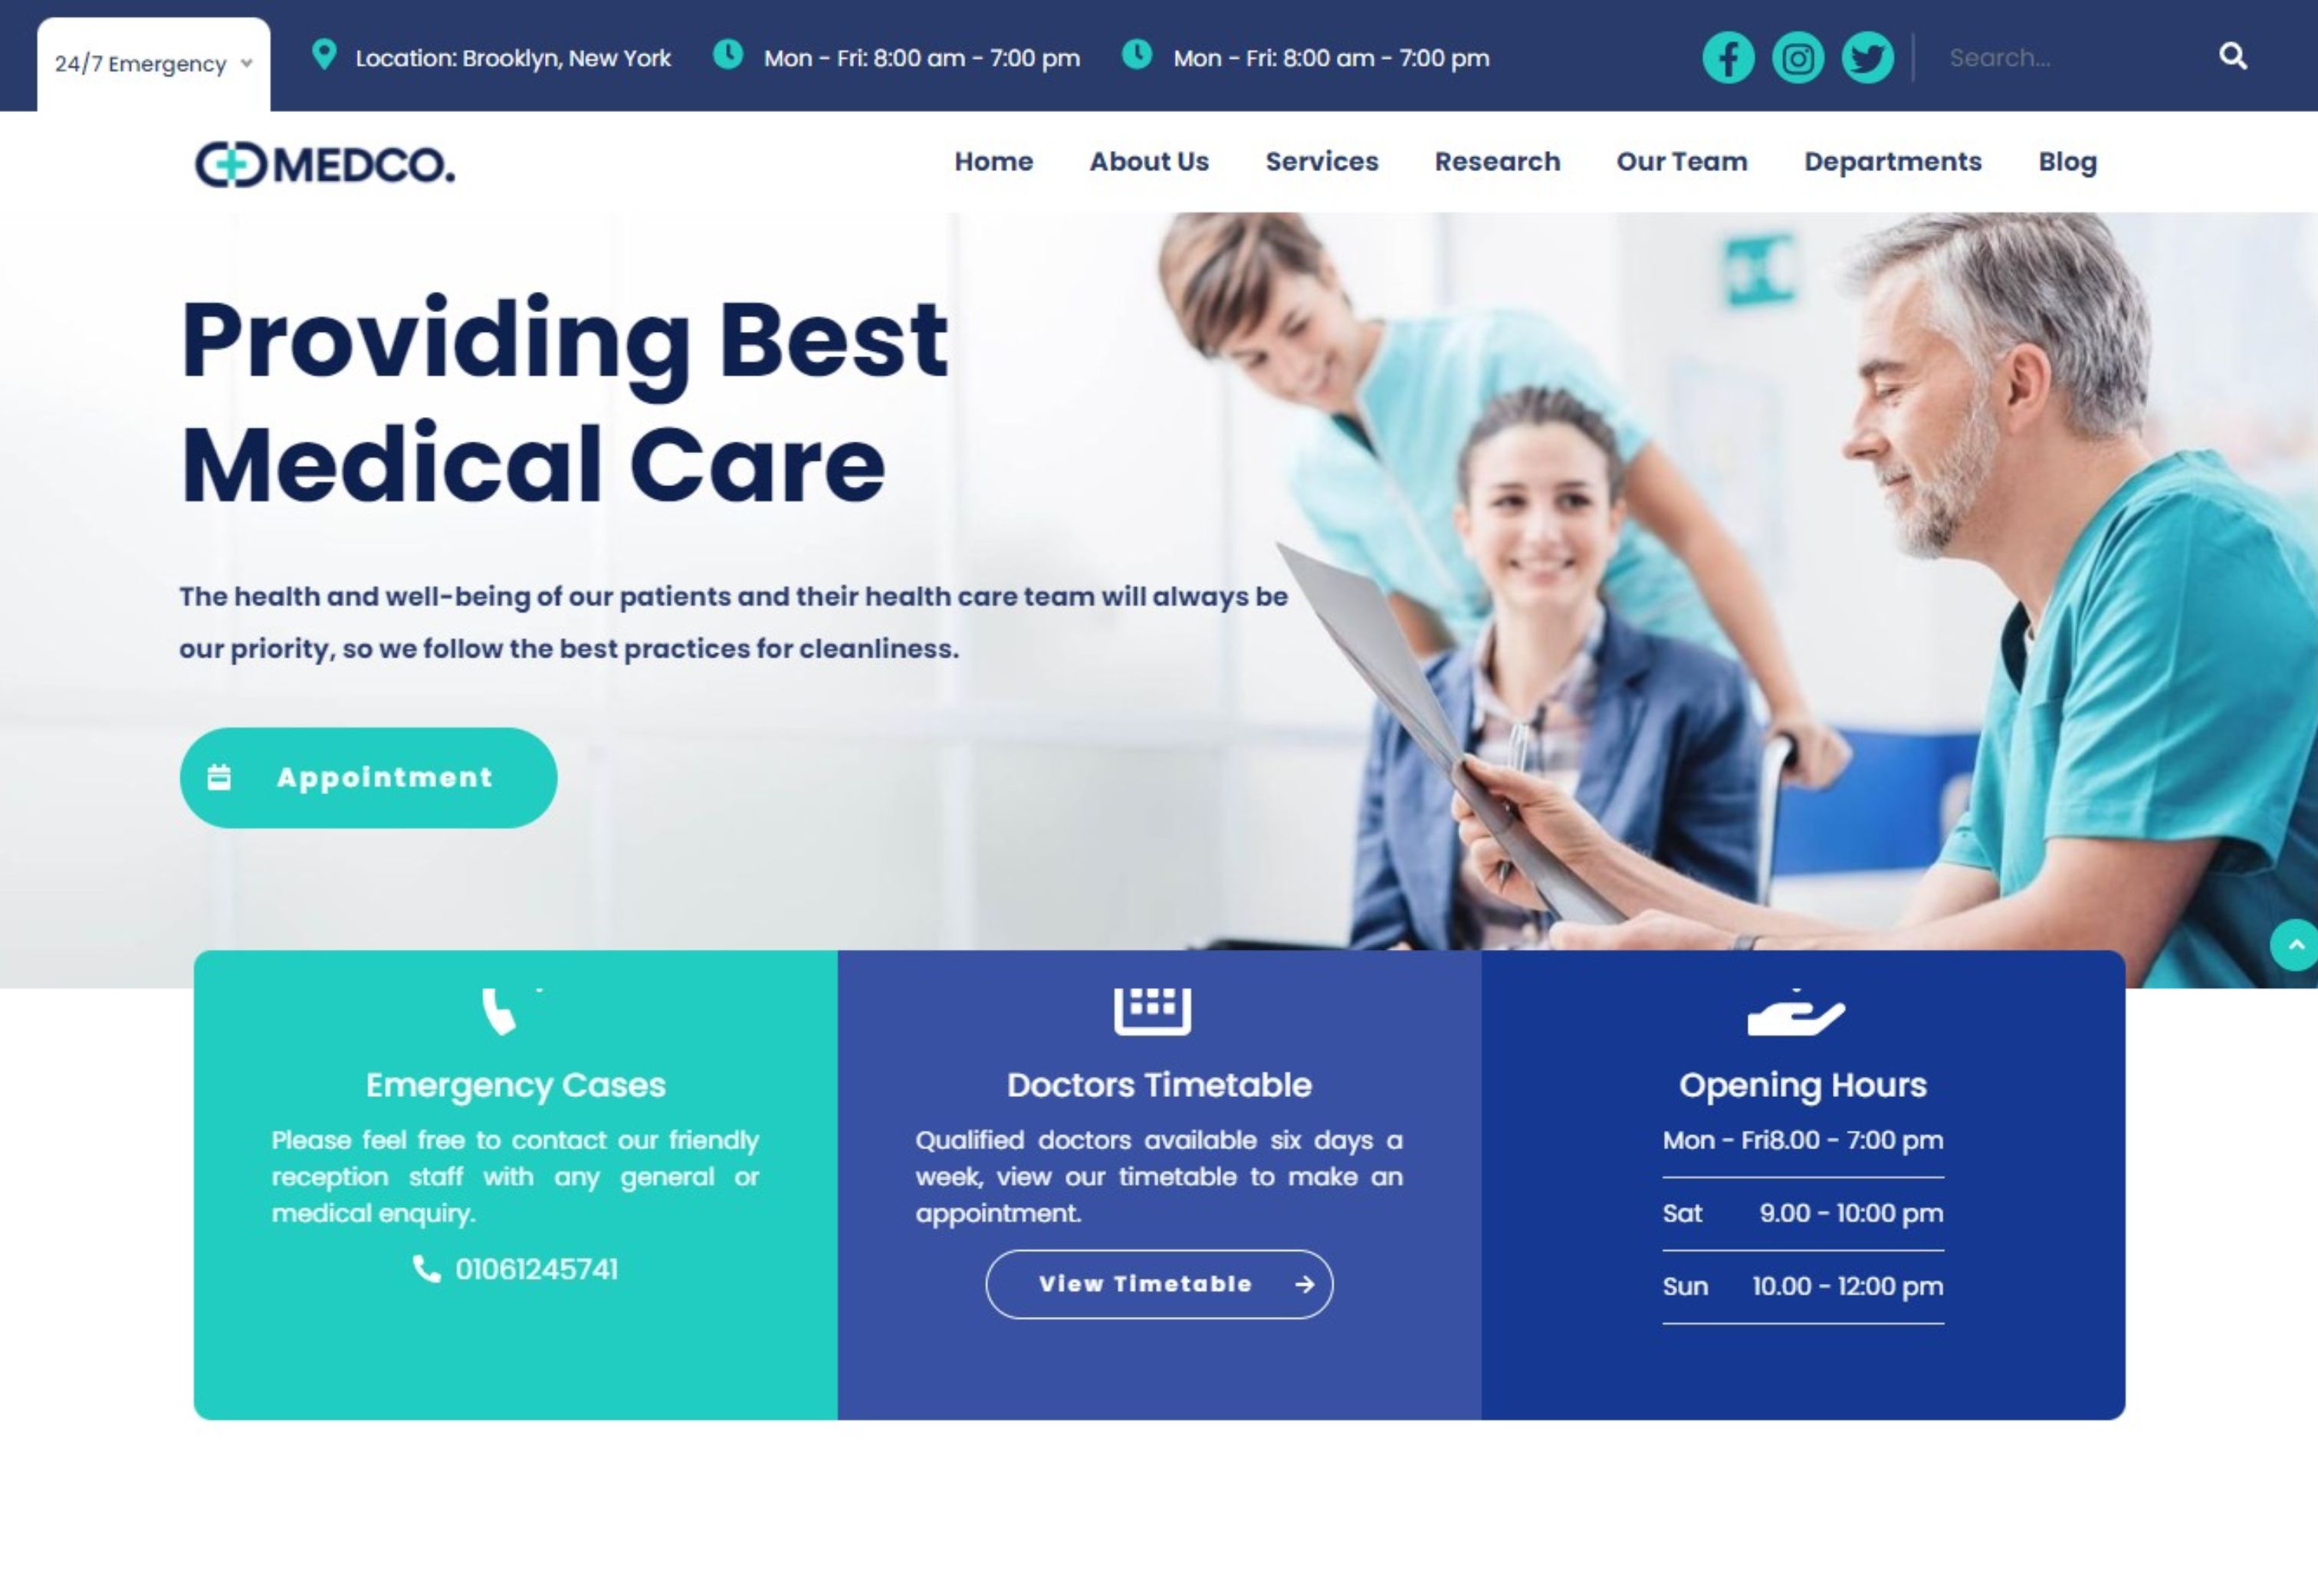 24/7 Emergency
Location: Brooklyn, New York
Mon - Fri: 8:00 am - 7:00 pm
Mon - Fri: 8:00 am - 7:00 pm
Search...
MEDCO.
Home
About Us
Services
Research
Our Team
Departments
Blog
Providing Best
Medical Care
The health and well-being of our patients and their health care team will always be
our priority, so we follow the best practices for cleanliness.
Appointment
Emergency Cases
Please feel free to contact our friendly
reception staff with any general or
medical enquiry.
01061245741
Doctors Timetable
Qualified doctors available six days a
week, view our timetable to make an
appointment.
View Timetable
Opening Hours
Mon - Fri8.00 - 7:00 pm
Sat 9.00 - 10:00 pm
Sun 10.00 - 12:00 pm